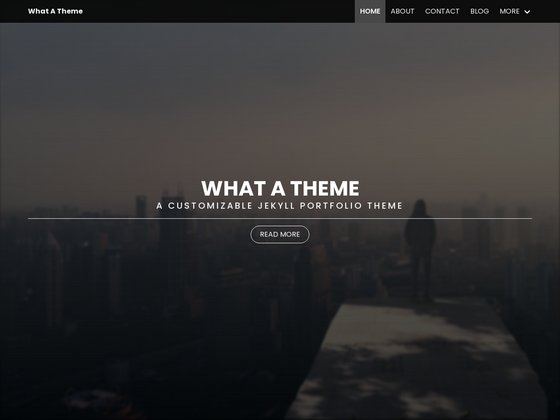 What A Theme
HOME ABOUT CONTACT BLOG MORE
WHAT A THEME
A CUSTOMIZABLE JEKYLL PORTFOLIO THEME
READ MORE